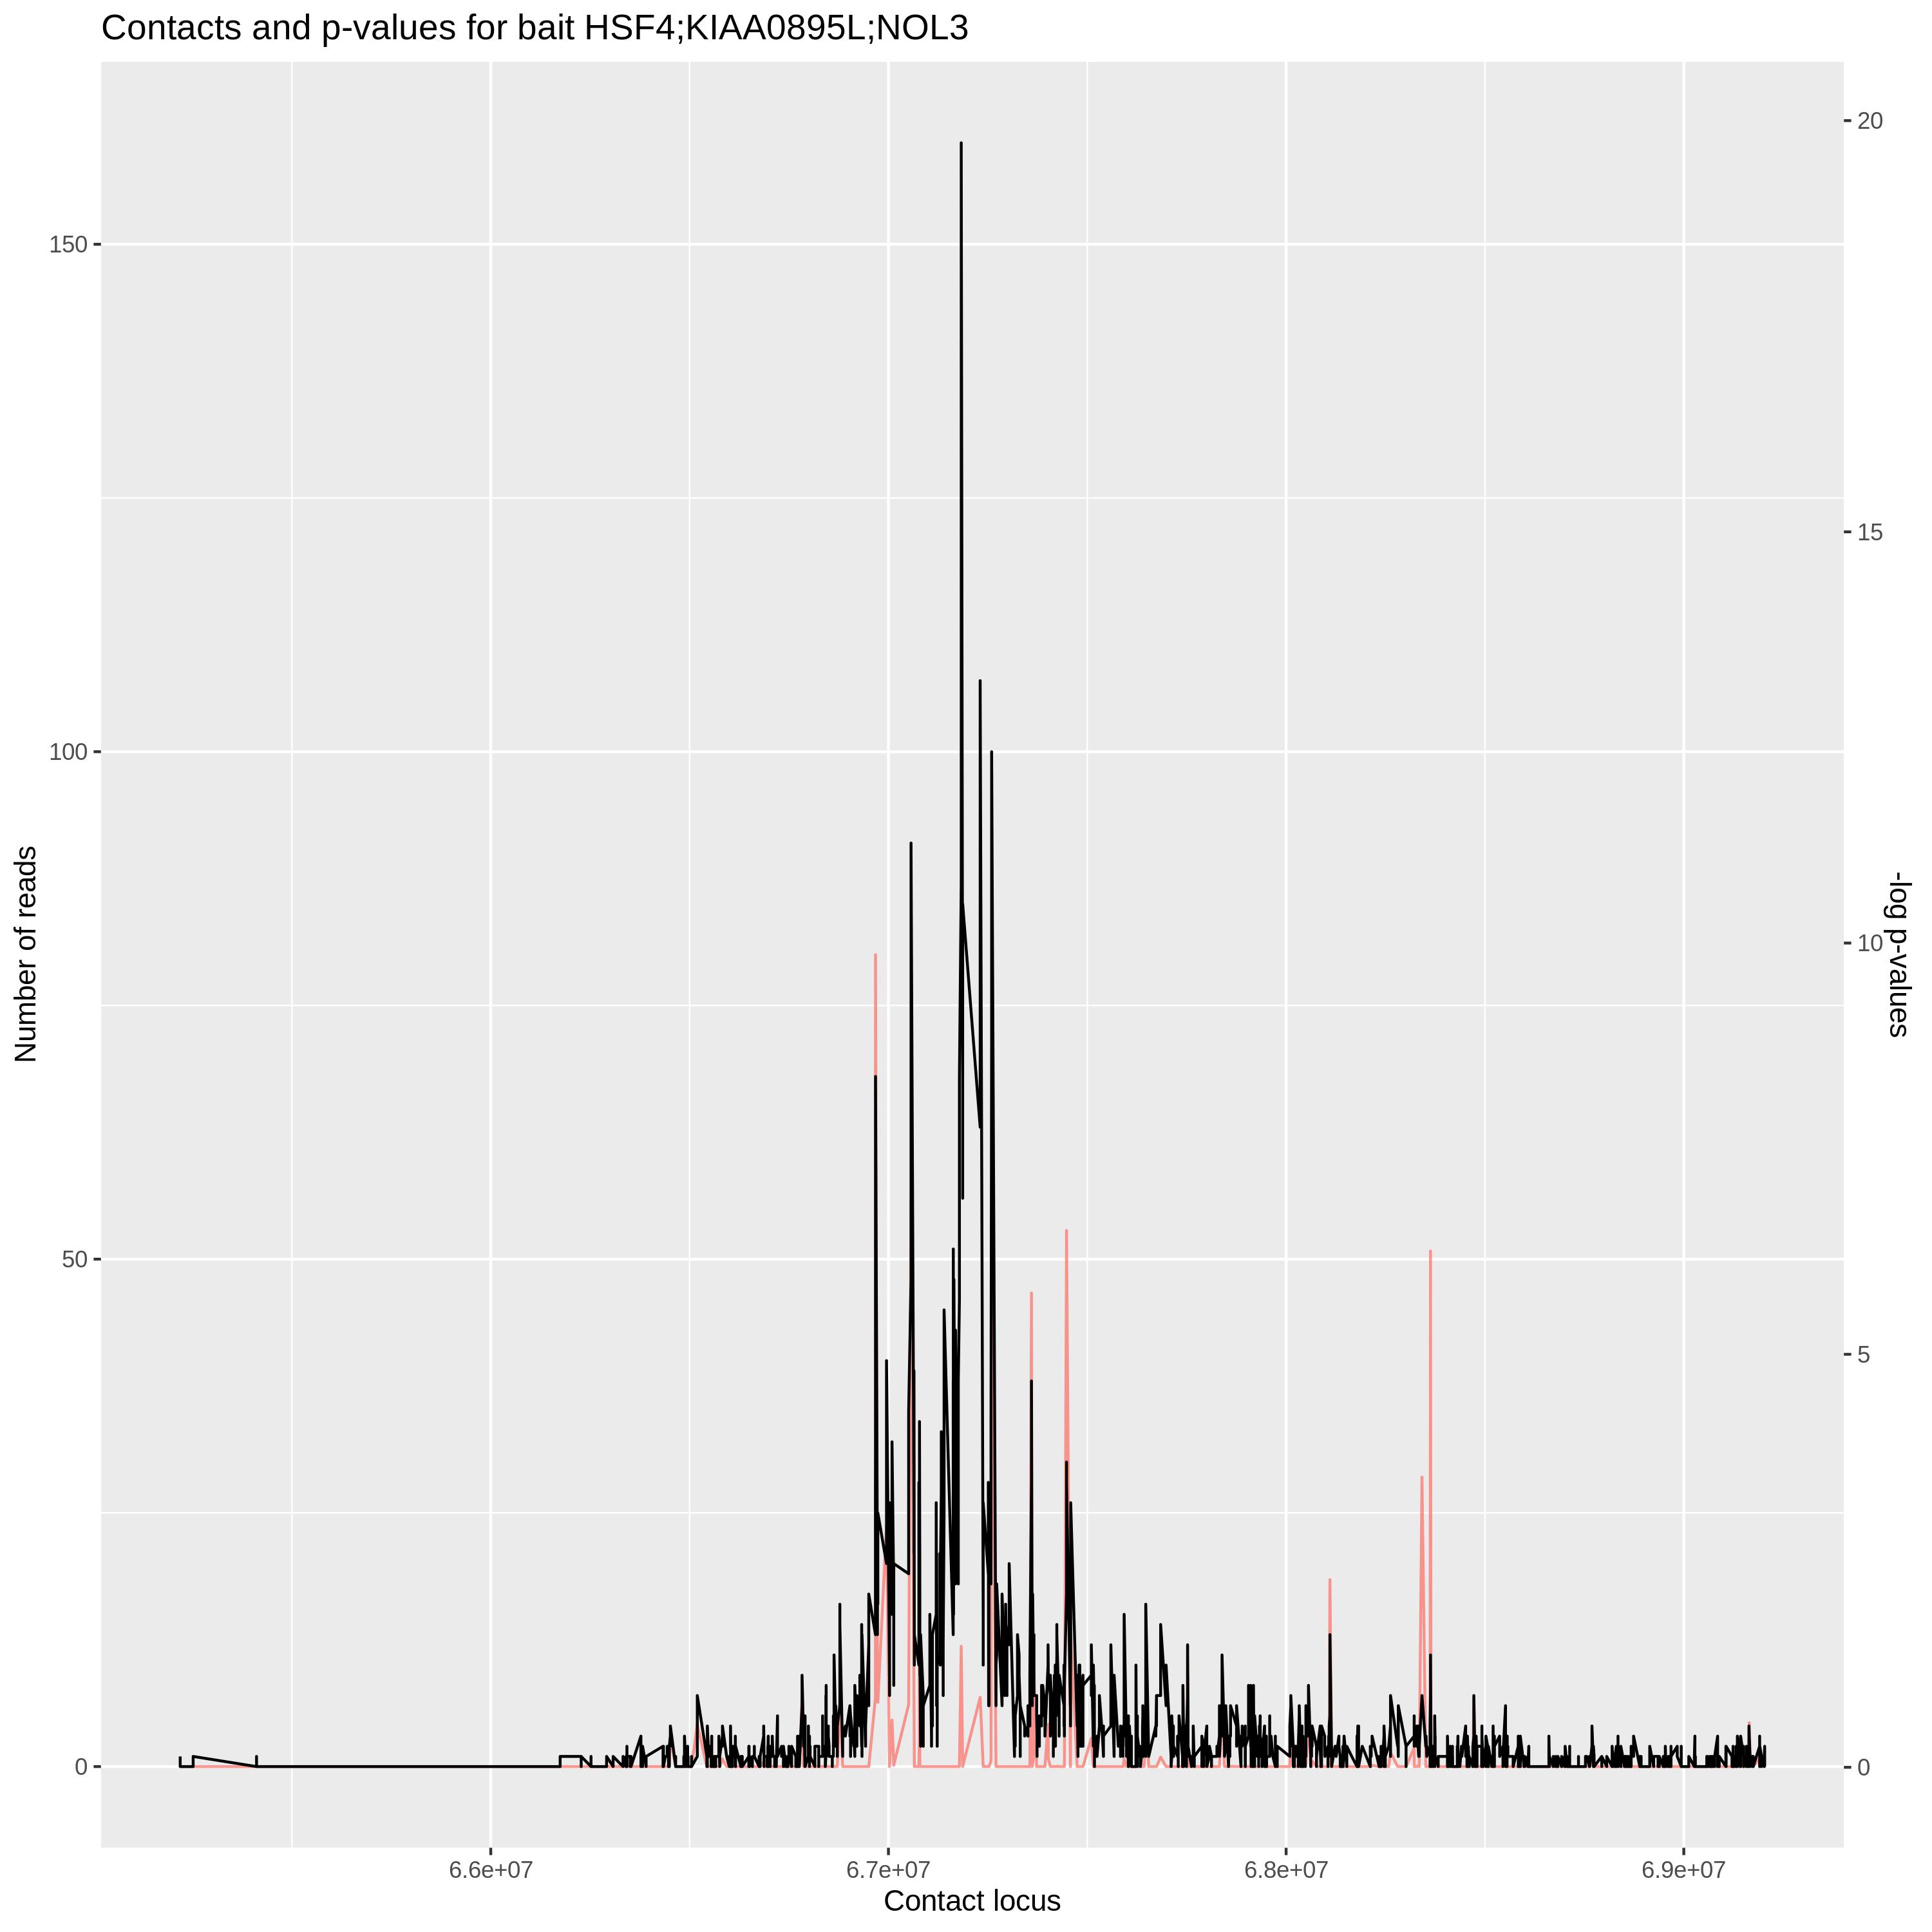 Contacts and p-values for bait HSF4;KIAA0895L;NOL3
150
100
50
0
Number of reads
20
15
10
5
0
-log p-values
6.6e+07
6.7e+07
6.8e+07
6.9e+07
Contact locus